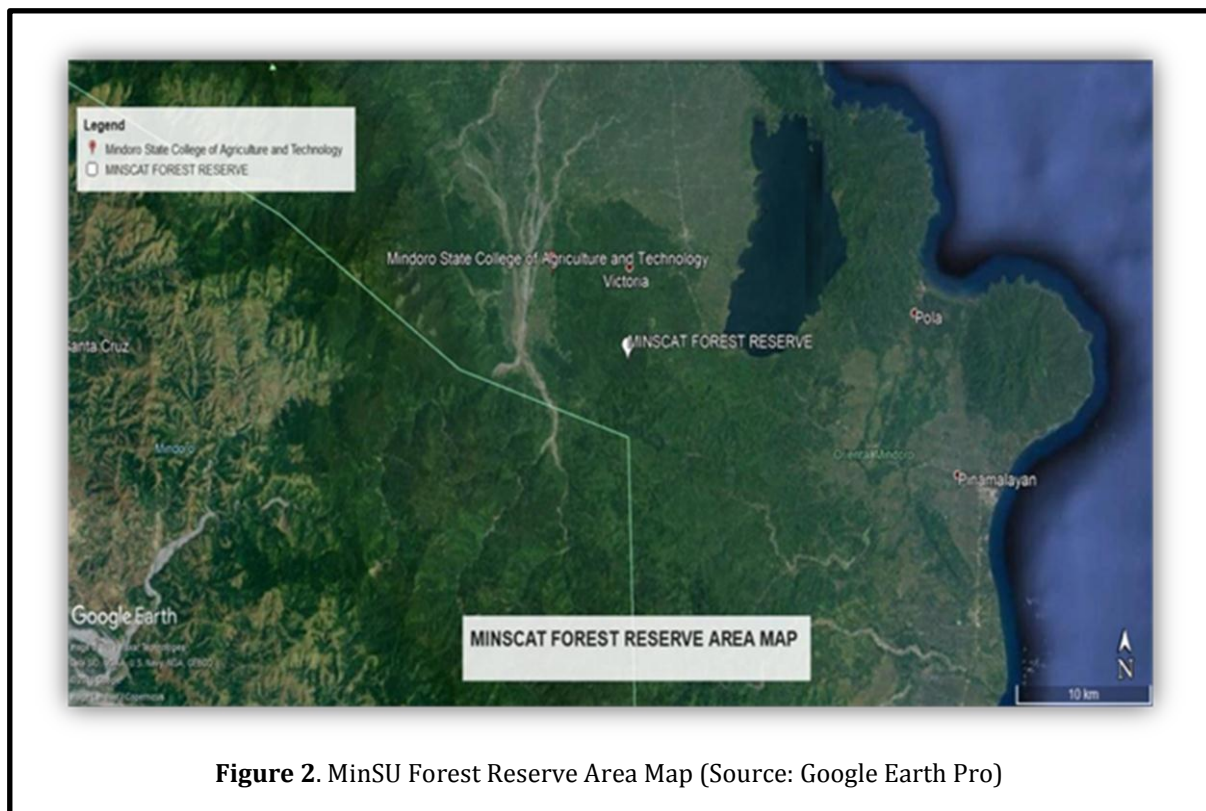 Legend
Mindoro State College of Agriculture and Technology
MINSCAT FOREST RESERVE
Mindoro State College of Agriculture and Technology
Victoria
MINSCAT FOREST RESERVE
Pola
Santa Cruz
Mindoro
Oriental Mindoro
Pinamalayan
Google Earth
MINSCAT FOREST RESERVE AREA MAP
N
10 km
Figure 2. MinSU Forest Reserve Area Map (Source: Google Earth Pro)